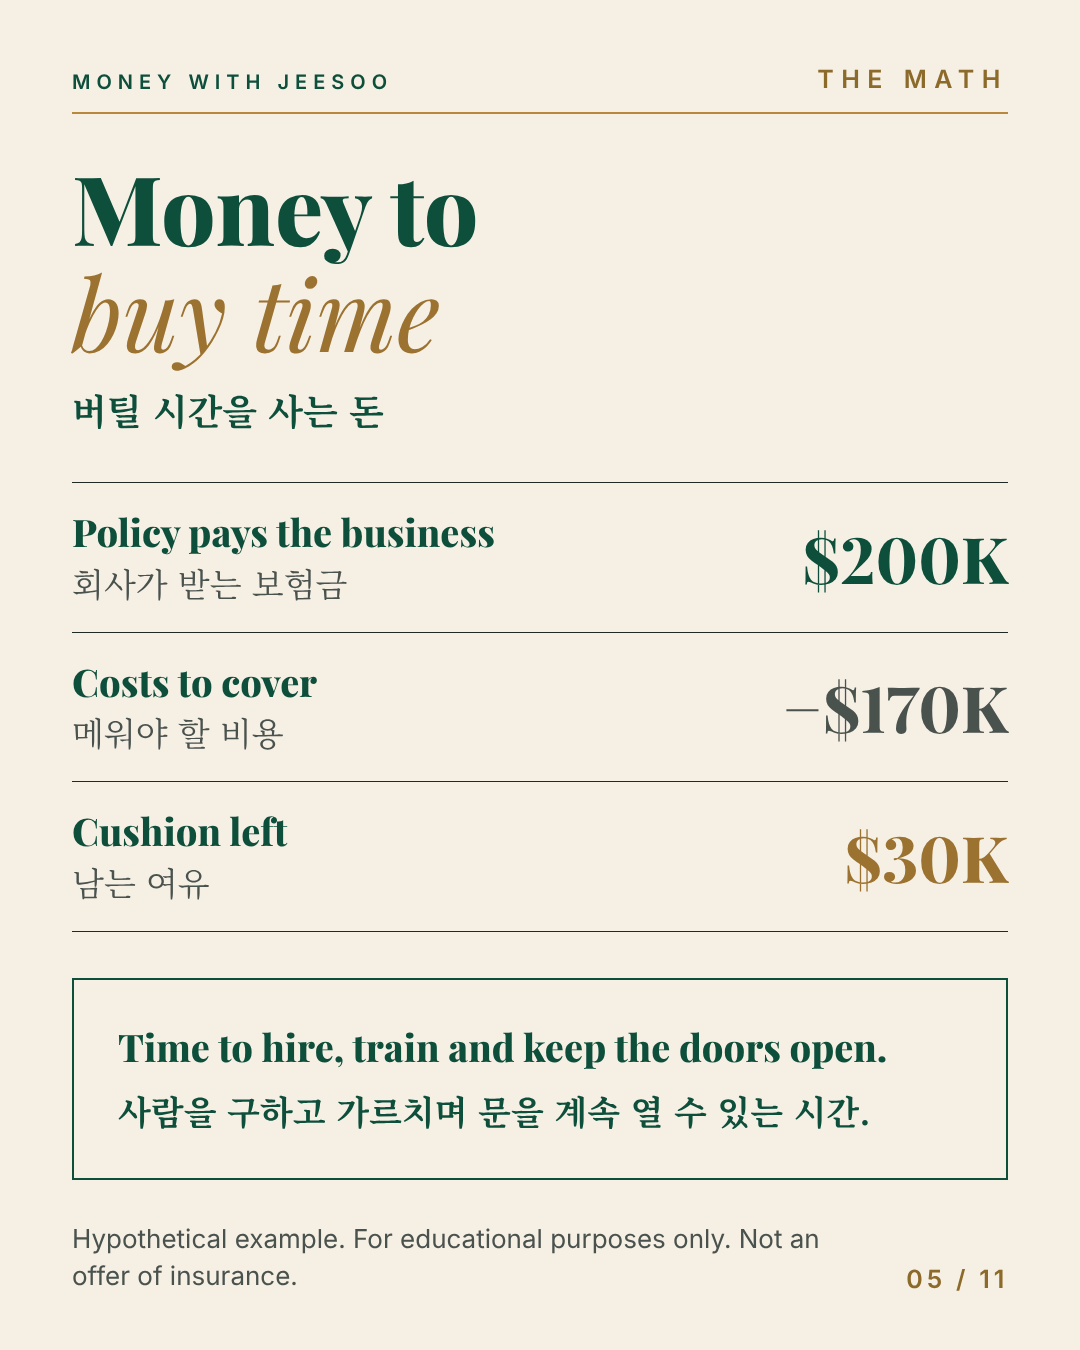 MONEY WITH JEESOO
THE MATH
Money to
buy time
버틸 시간을 사는 돈
Policy pays the business
회사가 받는 보험금
$200K
Costs to cover
메워야 할 비용
–$170K
Cushion left
남는 여유
$30K
Time to hire, train and keep the doors open.
사람을 구하고 가르치며 문을 계속 열 수 있는 시간.
Hypothetical example. For educational purposes only. Not an
offer of insurance.
05 / 11